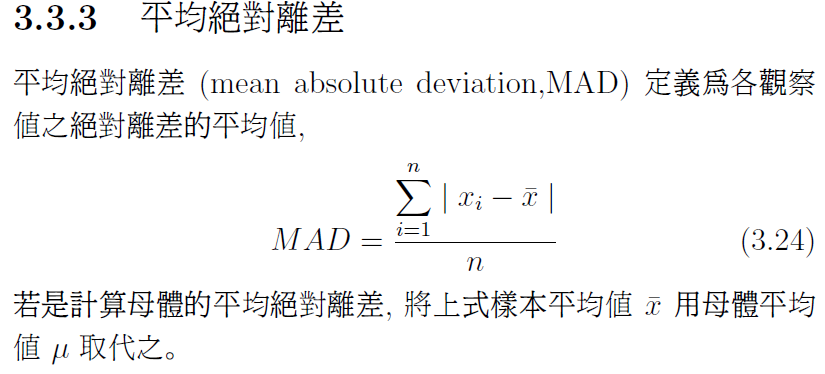 3.3.3 平均絕對離差
平均絕對離差 (mean absolute deviation,MAD) 定義爲各觀察
值之絕對離差的平均值,
MAD = \frac{\sum_{i=1}^{n} | x_i − x̄ |}{n} (3.24)
若是計算母體的平均絕對離差, 將上式樣本平均值 x̄ 用母體平均
值 μ 取代之。